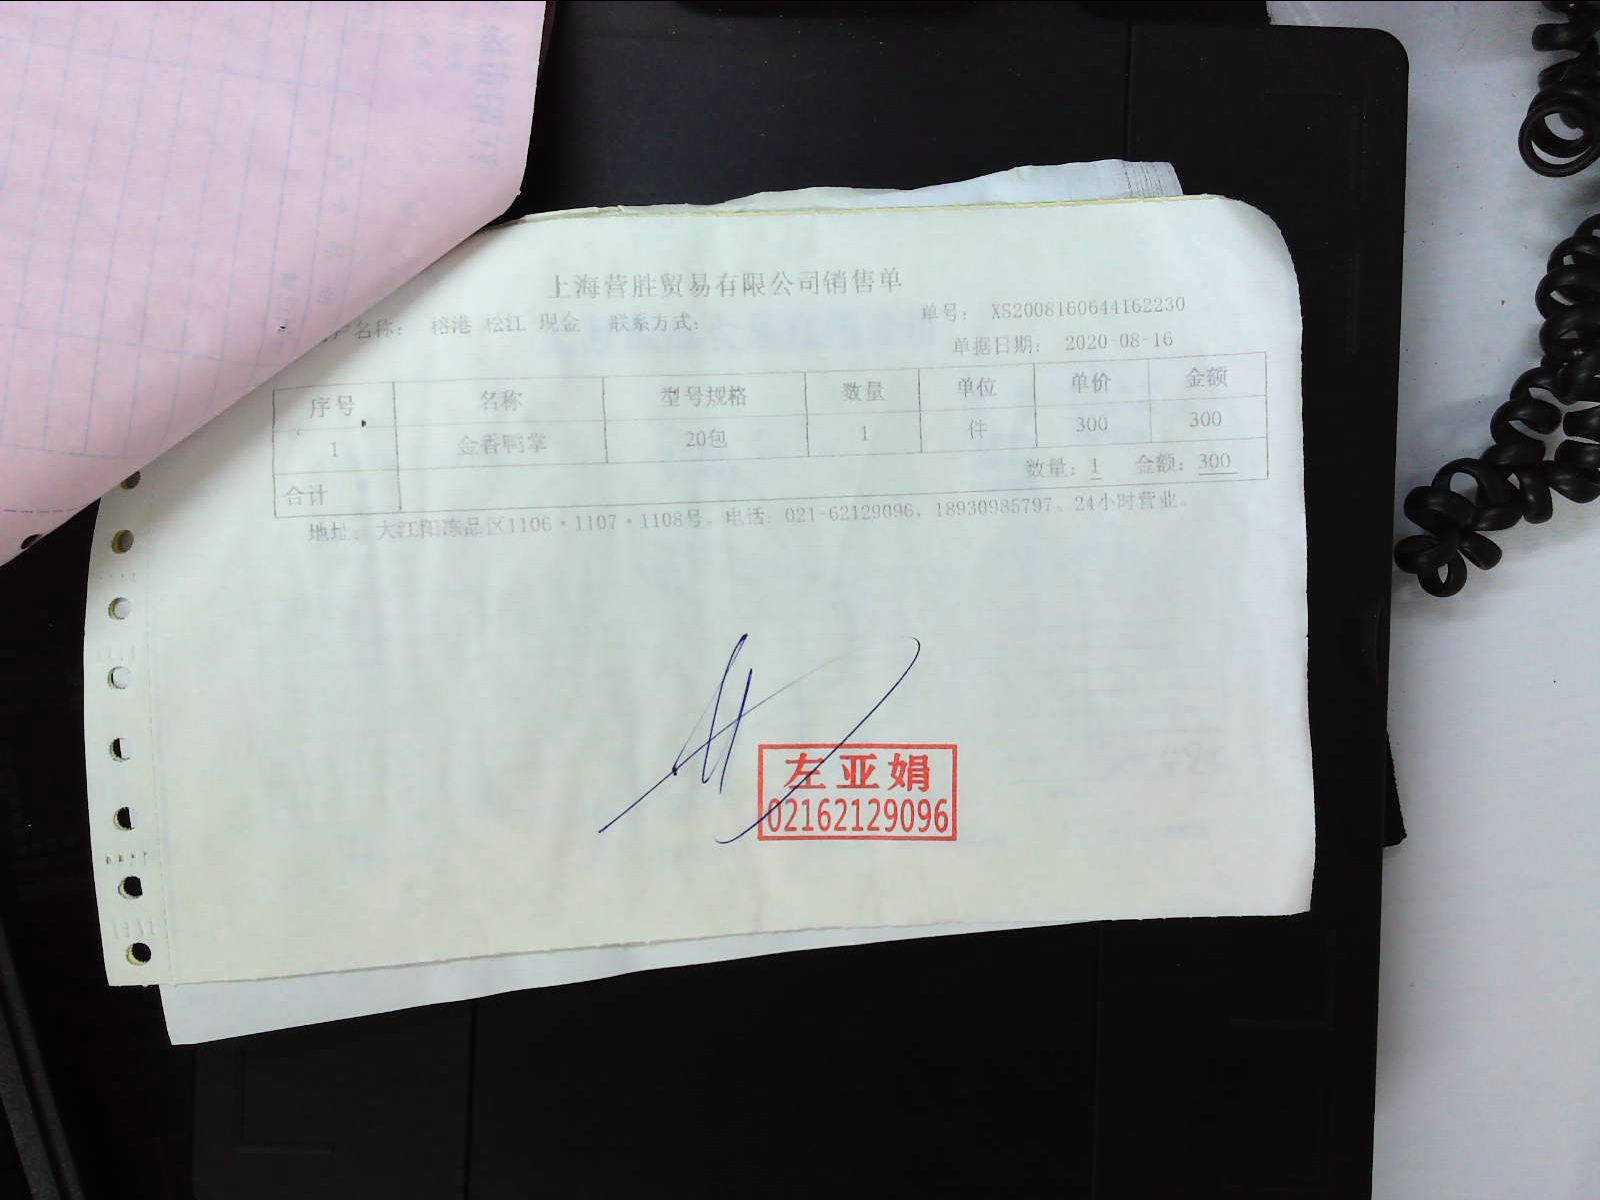 上海营胜贸易有限公司销售单
户名称： 榕港 松江 现金 联系方式： 单号： XS2008160644162230
单据日期： 2020-08-16
序号 名称 型号规格 数量 单位 单价 金额
1 金香鸭掌 20包 1 件 300 300
合计 数量：1 金额：300
地址：大江阳冻品区1106·1107·1108号。电话：021-62129096，18930985797。24小时营业。
左亚娟
02162129096